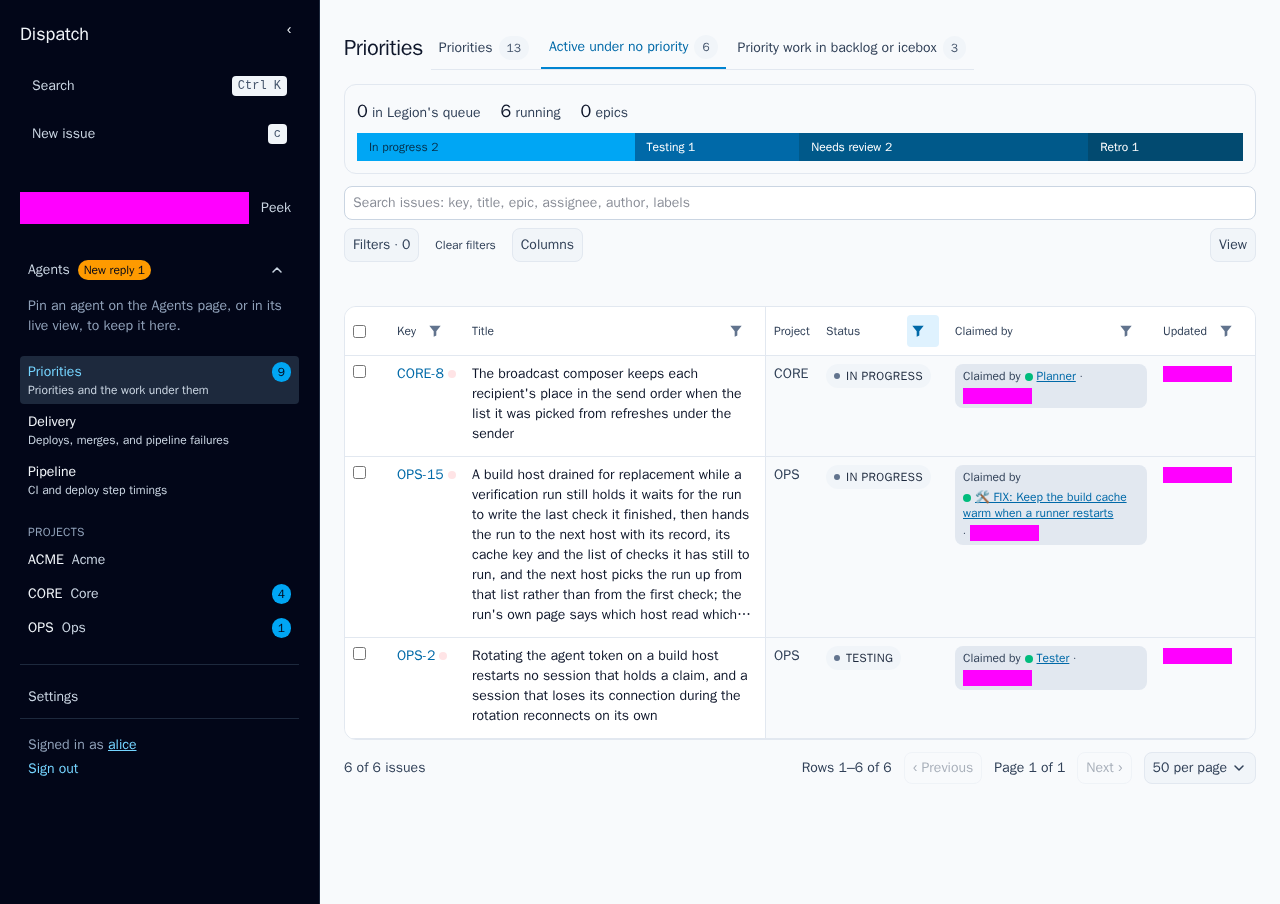 Dispatch
‹
Search
Ctrl K
New issue
C
Peek
Agents
New reply 1
Pin an agent on the Agents page, or in its
live view, to keep it here.
Priorities
9
Priorities and the work under them
Delivery
Deploys, merges, and pipeline failures
Pipeline
CI and deploy step timings
PROJECTS
ACME Acme
CORE Core
4
OPS Ops
1
Settings
Signed in as alice
Sign out
Priorities
Priorities 13
Active under no priority 6
Priority work in backlog or icebox 3
0 in Legion's queue
6 running
0 epics
In progress 2
Testing 1
Needs review 2
Retro 1
Search issues: key, title, epic, assignee, author, labels
Filters · 0
Clear filters
Columns
View
Key
Title
Project
Status
Claimed by
Updated
CORE-8
The broadcast composer keeps each
recipient's place in the send order when the
list it was picked from refreshes under the
sender
CORE
IN PROGRESS
Claimed by Planner ·
OPS-15
A build host drained for replacement while a
verification run still holds it waits for the run
to write the last check it finished, then hands
the run to the next host with its record, its
cache key and the list of checks it has still to
run, and the next host picks the run up from
that list rather than from the first check; the
run's own page says which host read which…
OPS
IN PROGRESS
Claimed by
🛠️ FIX: Keep the build cache
warm when a runner restarts
·
OPS-2
Rotating the agent token on a build host
restarts no session that holds a claim, and a
session that loses its connection during the
rotation reconnects on its own
OPS
TESTING
Claimed by Tester ·
6 of 6 issues
Rows 1–6 of 6
‹ Previous
Page 1 of 1
Next ›
50 per page